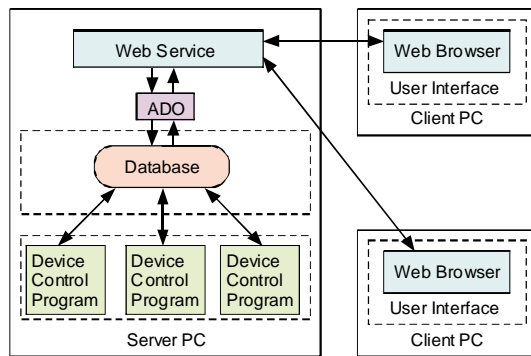 Web Service
ADO
Database
Device
Control
Program
Device
Control
Program
Device
Control
Program
Server PC
Web Browser
User Interface
Client PC
Web Browser
User Interface
Client PC